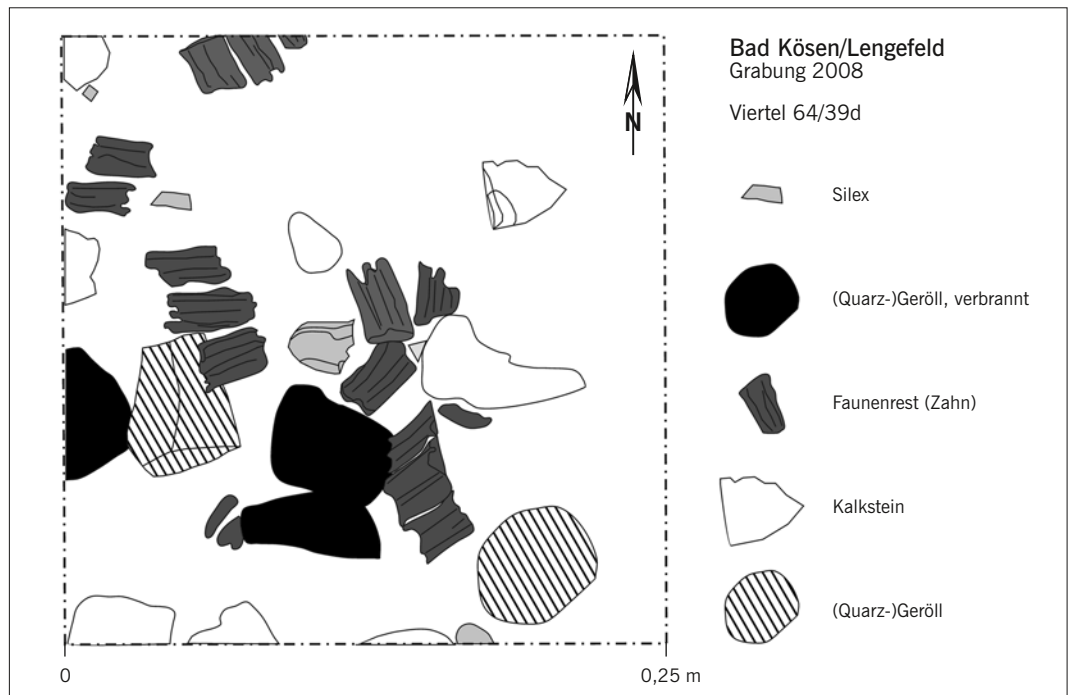 Bad Kösen/Lengefeld
Grabung 2008
Viertel 64/39d
N
Silex
(Quarz-)Geröll, verbrannt
Faunenrest (Zahn)
Kalkstein
(Quarz-)Geröll
0
0,25 m